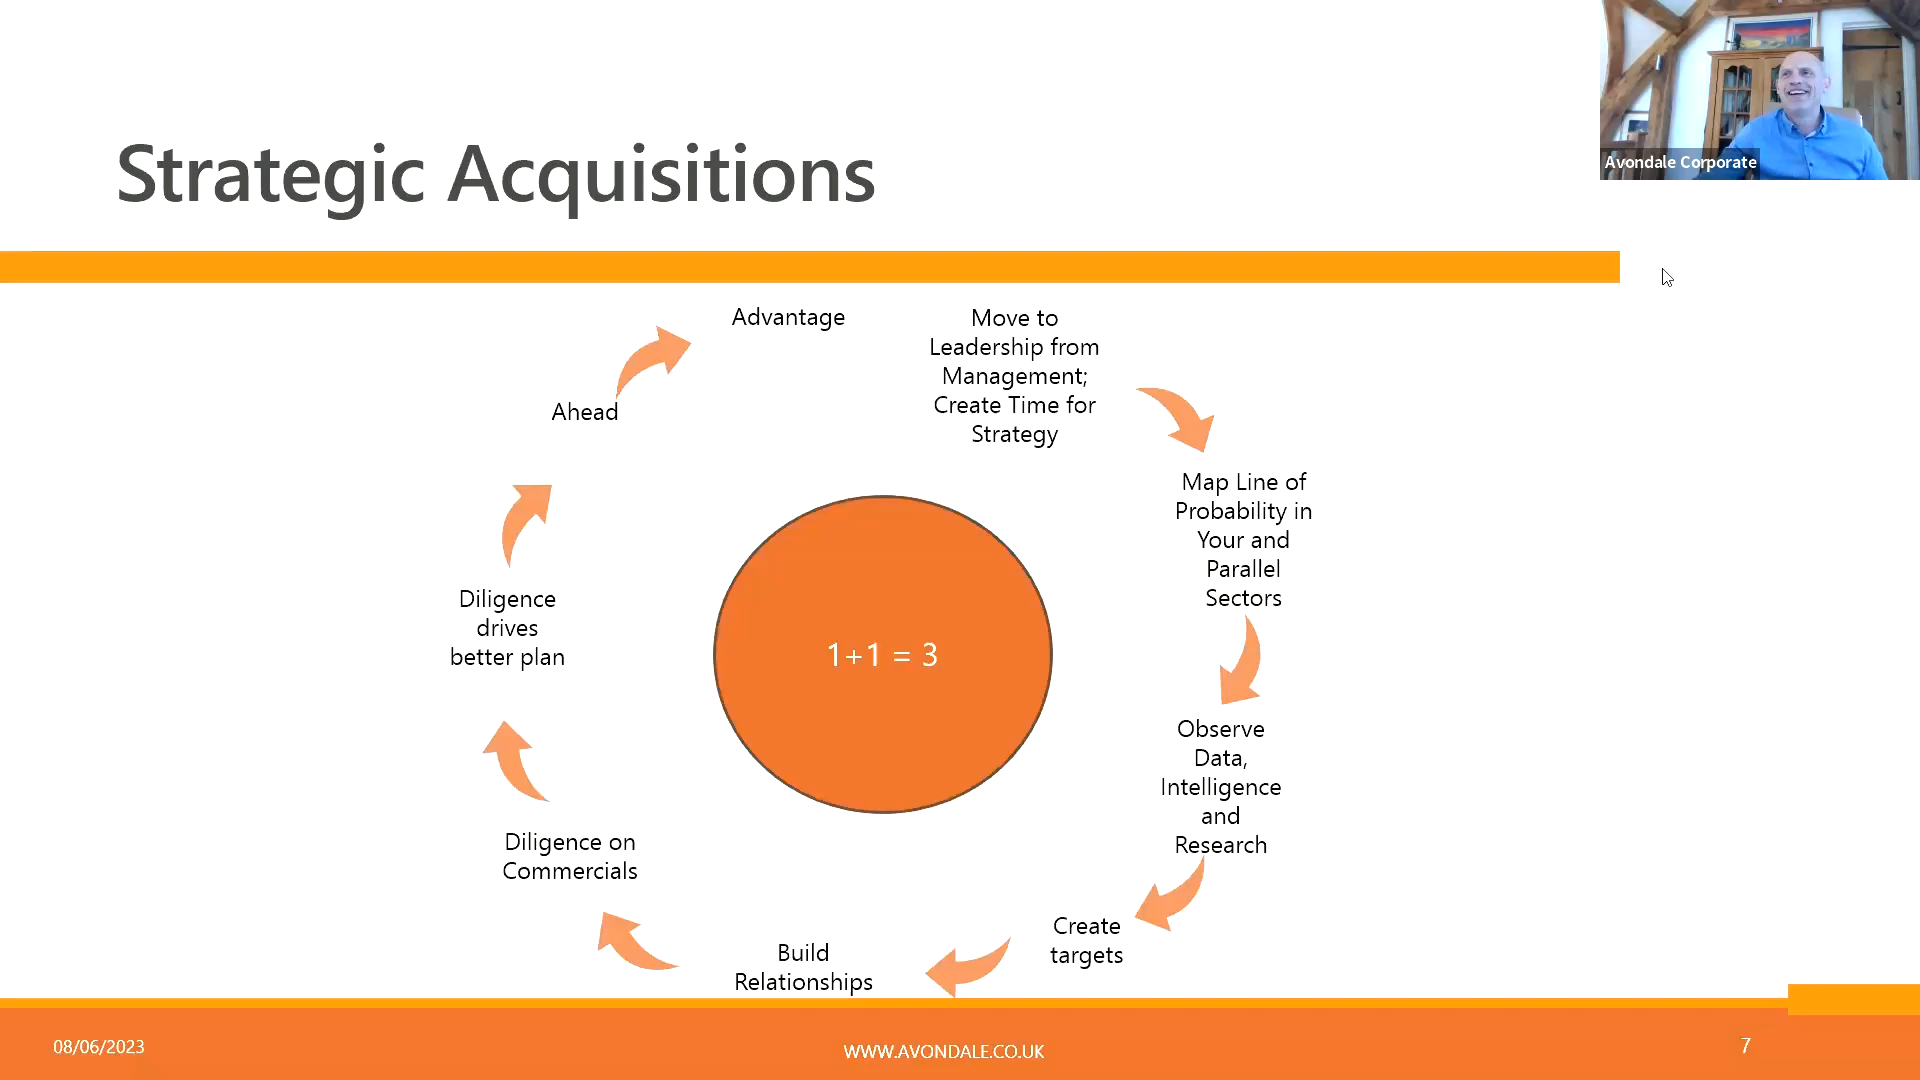 Avondale Corporate
Strategic Acquisitions
Advantage
Move to
Leadership from
Management;
Create Time for
Strategy
Map Line of
Probability in
Your and
Parallel
Sectors
Observe
Data,
Intelligence
and
Research
Create
targets
Build
Relationships
Diligence on
Commercials
Diligence
drives
better plan
Ahead
1+1 = 3
08/06/2023
WWW.AVONDALE.CO.UK
7